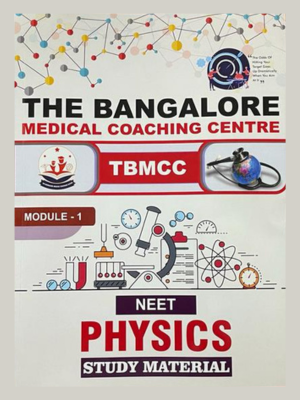 THE BANGALORE
MEDICAL COACHING CENTRE
TBMCC
MODULE - 1
NEET
PHYSICS
STUDY MATERIAL